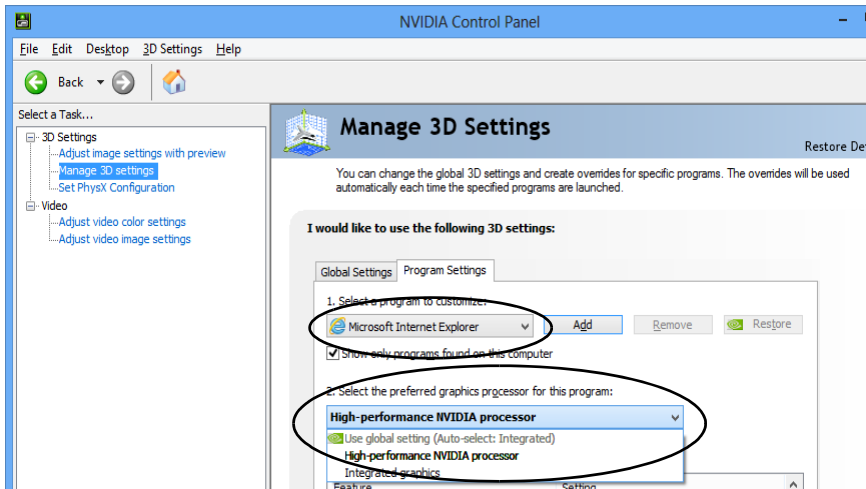 NVIDIA Control Panel
File Edit Desktop 3D Settings Help
Back
Select a Task...
3D Settings
Adjust image settings with preview
Manage 3D settings
Set PhysX Configuration
Video
Adjust video color settings
Adjust video image settings
Manage 3D Settings
Restore De
You can change the global 3D settings and create overrides for specific programs. The overrides will be used
automatically each time the specified programs are launched.
I would like to use the following 3D settings:
Global Settings Program Settings
1. Select a program to customize:
Microsoft Internet Explorer Add Remove Restore
Show only programs found on this computer
2. Select the preferred graphics processor for this program:
High-performance NVIDIA processor
Use global setting (Auto-select: Integrated)
High-performance NVIDIA processor
Integrated graphics
Feature Setting